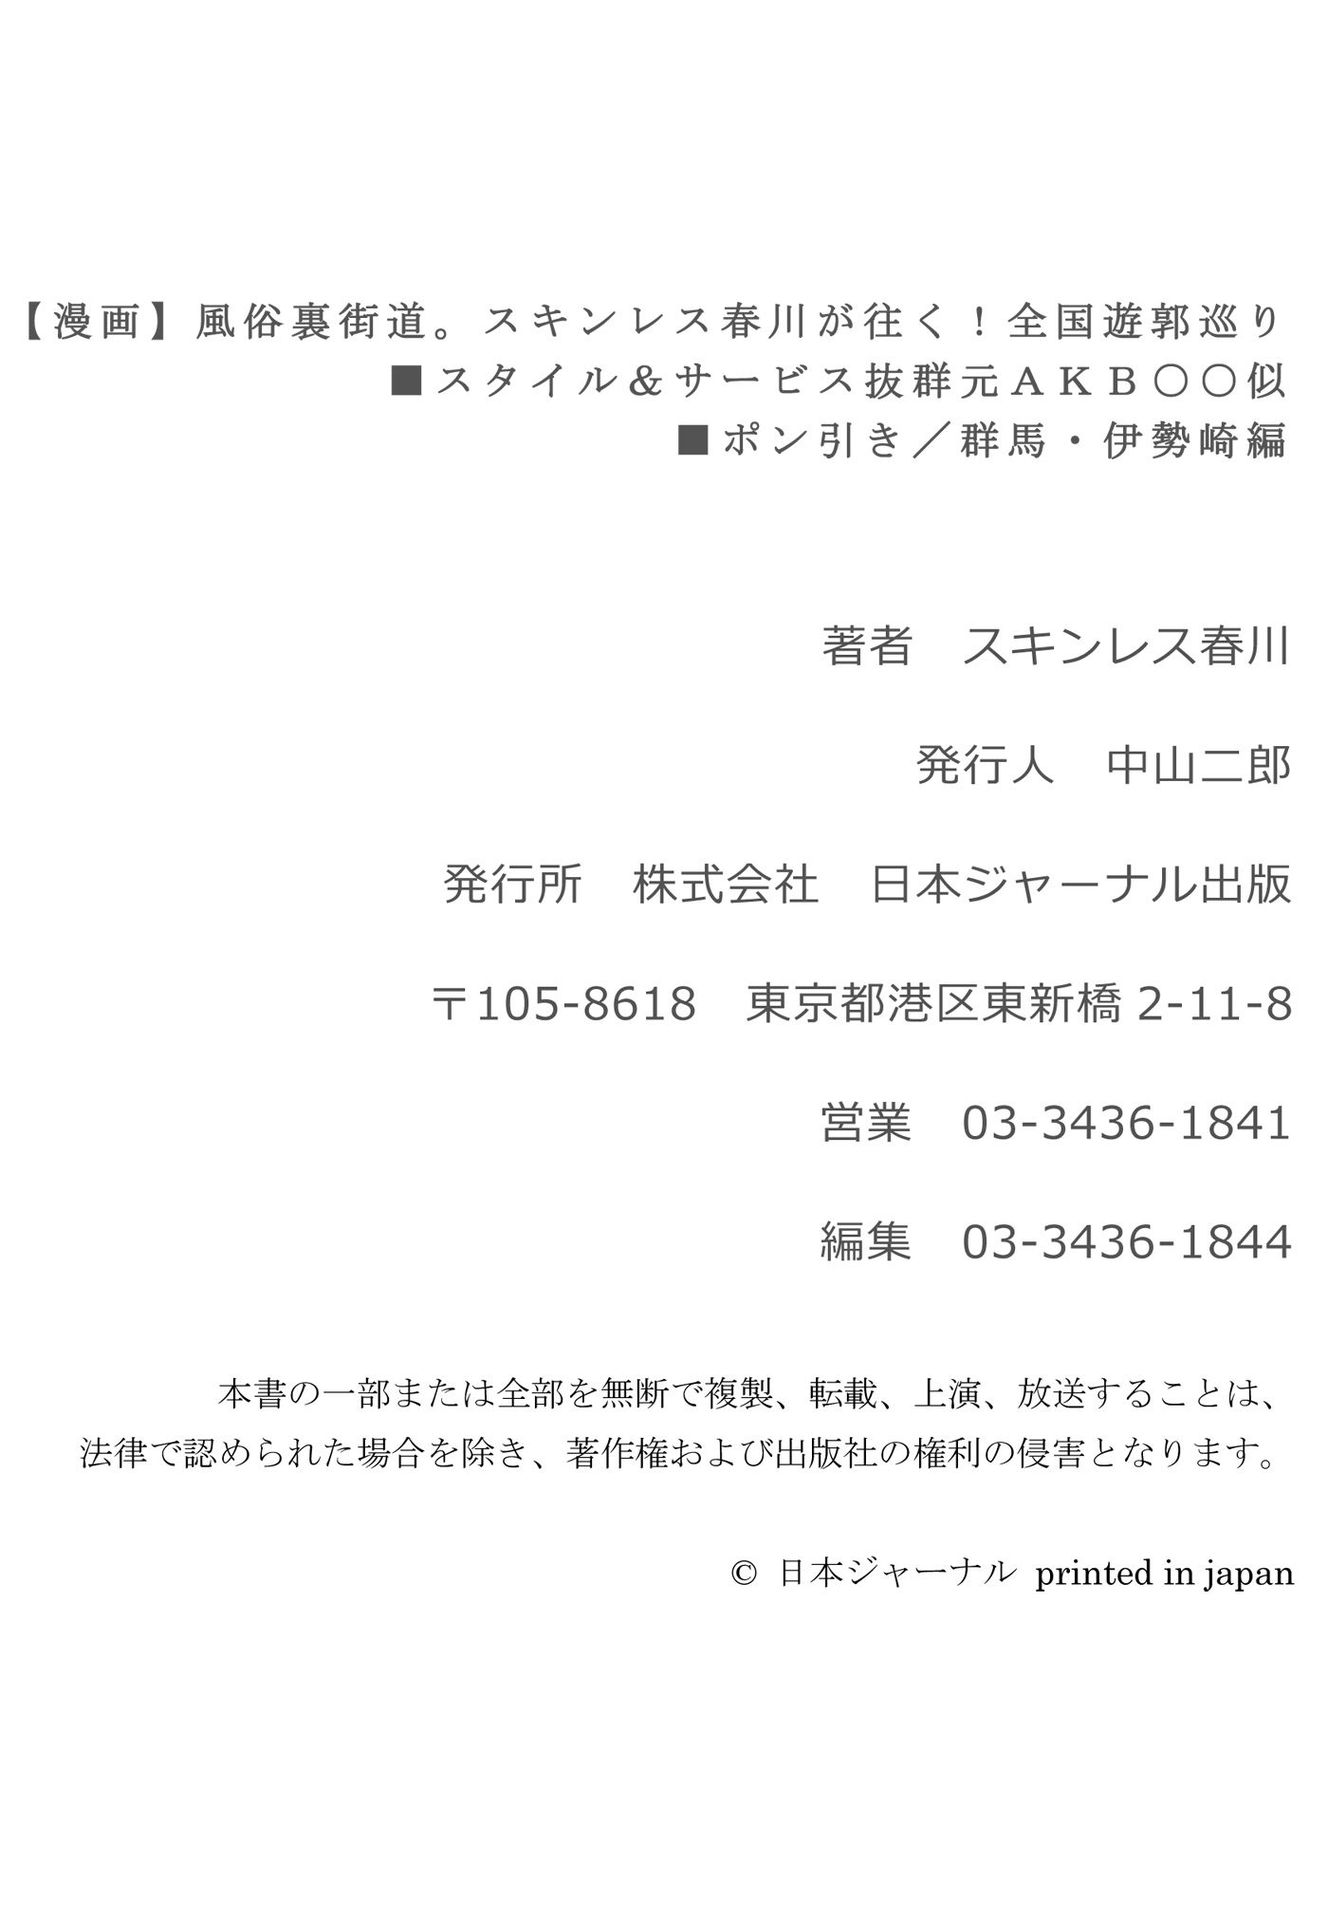 【漫画】風俗裏街道。スキンレス春川が往く！全国遊郭巡り
■スタイル＆サービス抜群元ＡＫＢ〇〇似
■ポン引き／群馬・伊勢崎編
著者　スキンレス春川
発行人　中山二郎
発行所　株式会社　日本ジャーナル出版
〒105-8618　東京都港区東新橋 2-11-8
営業　03-3436-1841
編集　03-3436-1844
本書の一部または全部を無断で複製、転載、上演、放送することは、
法律で認められた場合を除き、著作権および出版社の権利の侵害となります。
© 日本ジャーナル printed in japan